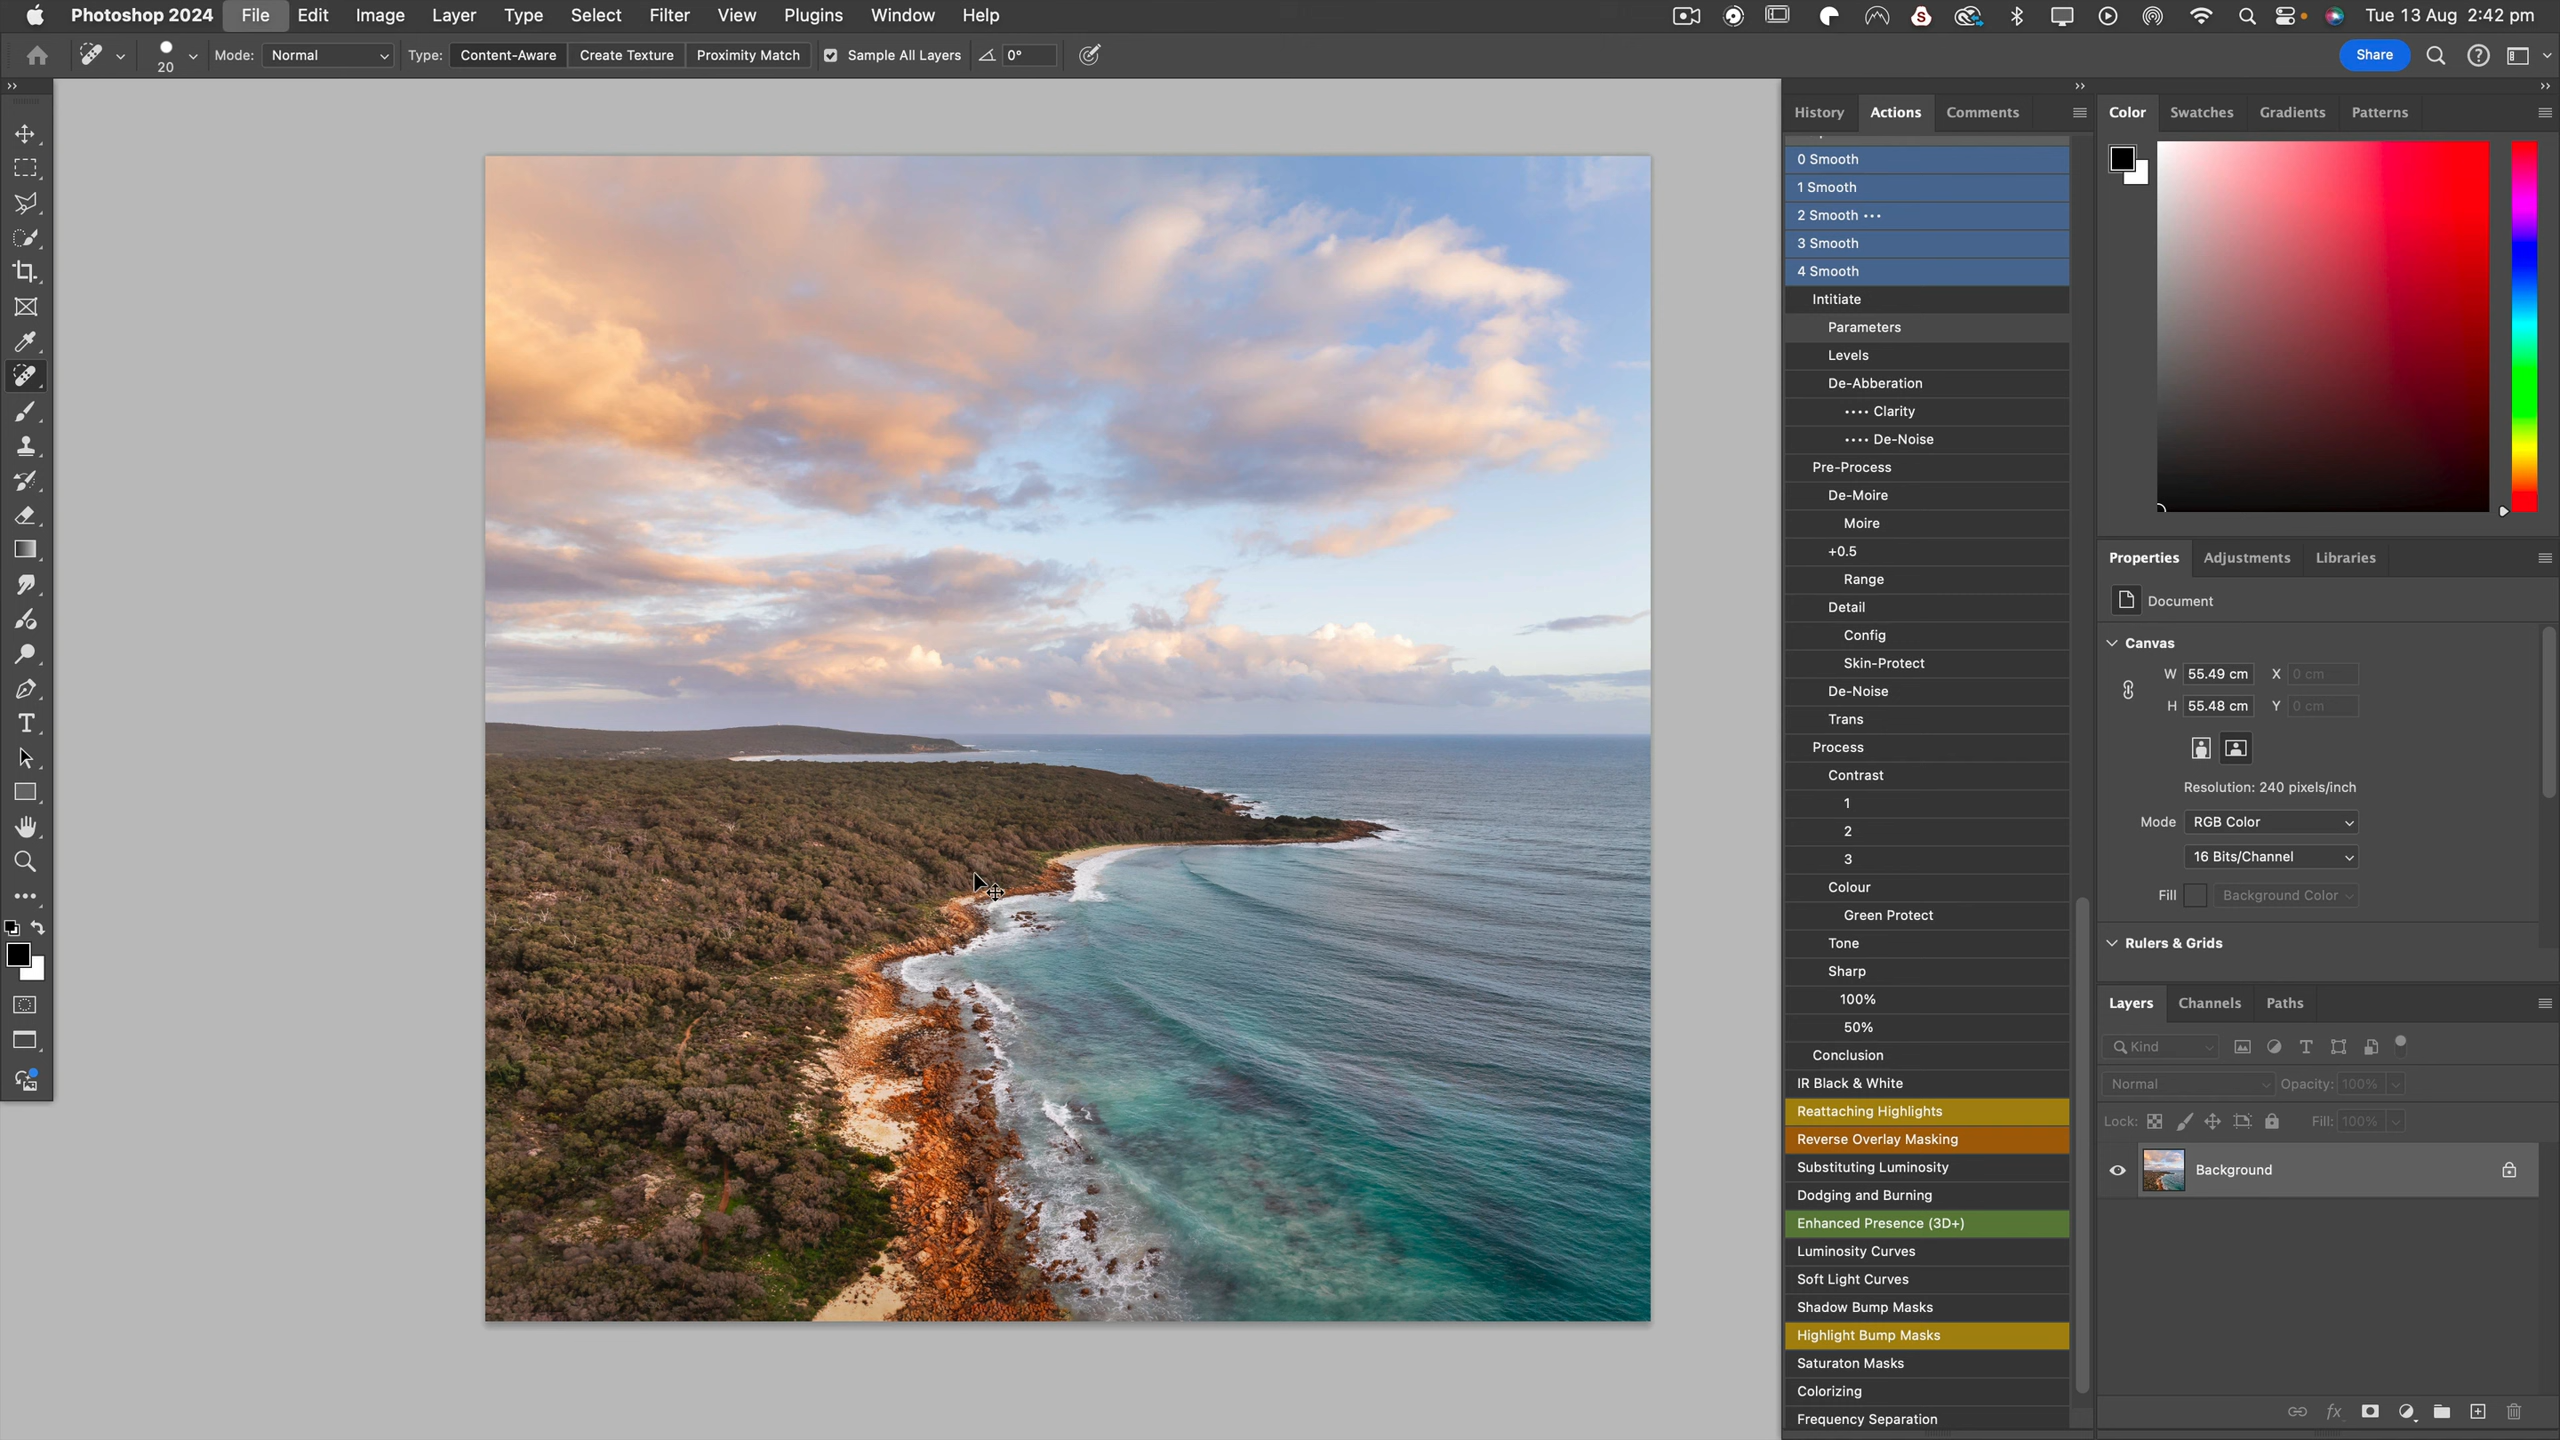 Photoshop 2024 File Edit Image Layer Type Select Filter View Plugins Window Help Tue 13 Aug 2:42 pm
20 Mode: Normal Type: Content-Aware Create Texture Proximity Match Sample All Layers 0° Share
History Actions Comments
0 Smooth
1 Smooth
2 Smooth •••
3 Smooth
4 Smooth
Intitiate
Parameters
Levels
De-Abberation
•••• Clarity
•••• De-Noise
Pre-Process
De-Moire
Moire
+0.5
Range
Detail
Config
Skin-Protect
De-Noise
Trans
Process
Contrast
1
2
3
Colour
Green Protect
Tone
Sharp
100%
50%
Conclusion
IR Black & White
Reattaching Highlights
Reverse Overlay Masking
Substituting Luminosity
Dodging and Burning
Enhanced Presence (3D+)
Luminosity Curves
Soft Light Curves
Shadow Bump Masks
Highlight Bump Masks
Saturaton Masks
Colorizing
Frequency Separation
Color Swatches Gradients Patterns
Properties Adjustments Libraries
Document
Canvas
W 55.49 cm X 0 cm
H 55.48 cm Y 0 cm
Resolution: 240 pixels/inch
Mode RGB Color
16 Bits/Channel
Fill Background Color
Rulers & Grids
Layers Channels Paths
Kind
Normal Opacity: 100%
Lock: Fill: 100%
Background
fx